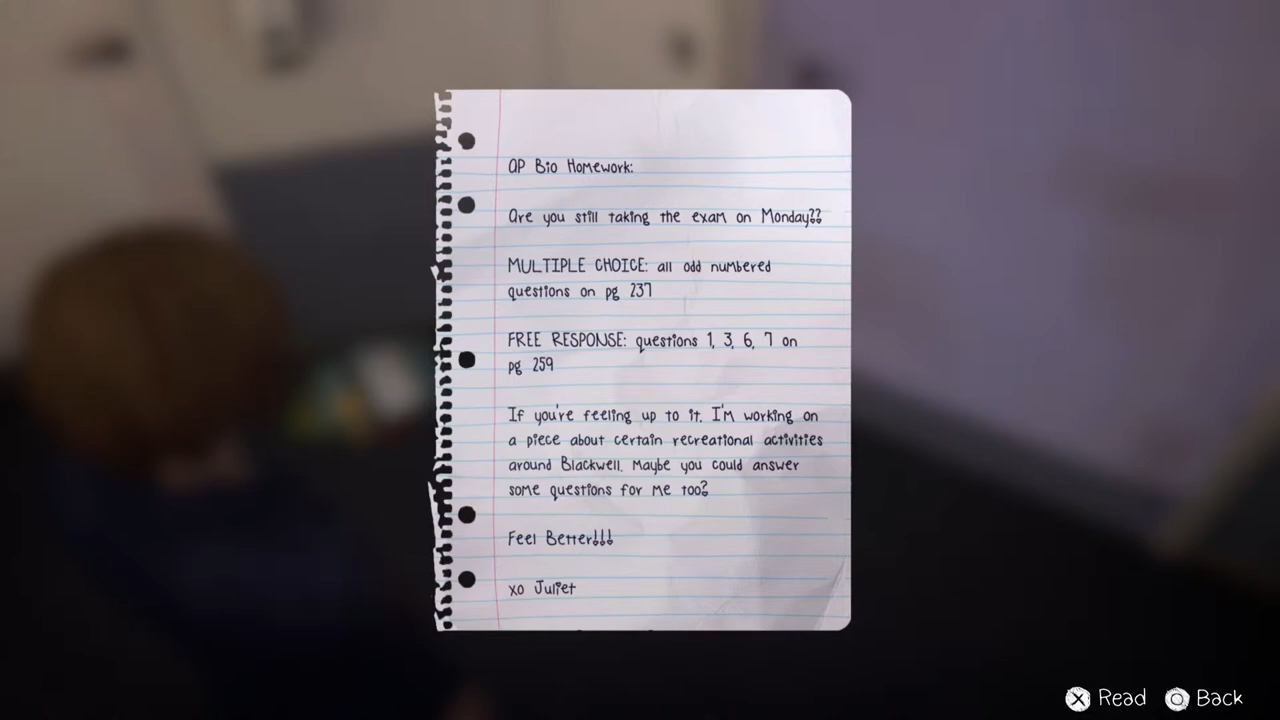 AP Bio Homework:
Are you still taking the exam on Monday??
MULTIPLE CHOICE: all odd numbered
questions on pg 237
FREE RESPONSE: questions 1, 3, 6, 7 on
pg 259
If you're feeling up to it, I'm working on
a piece about certain recreational activities
around Blackwell. Maybe you could answer
some questions for me too?
Feel Better!!!
xo Juliet
Read Back